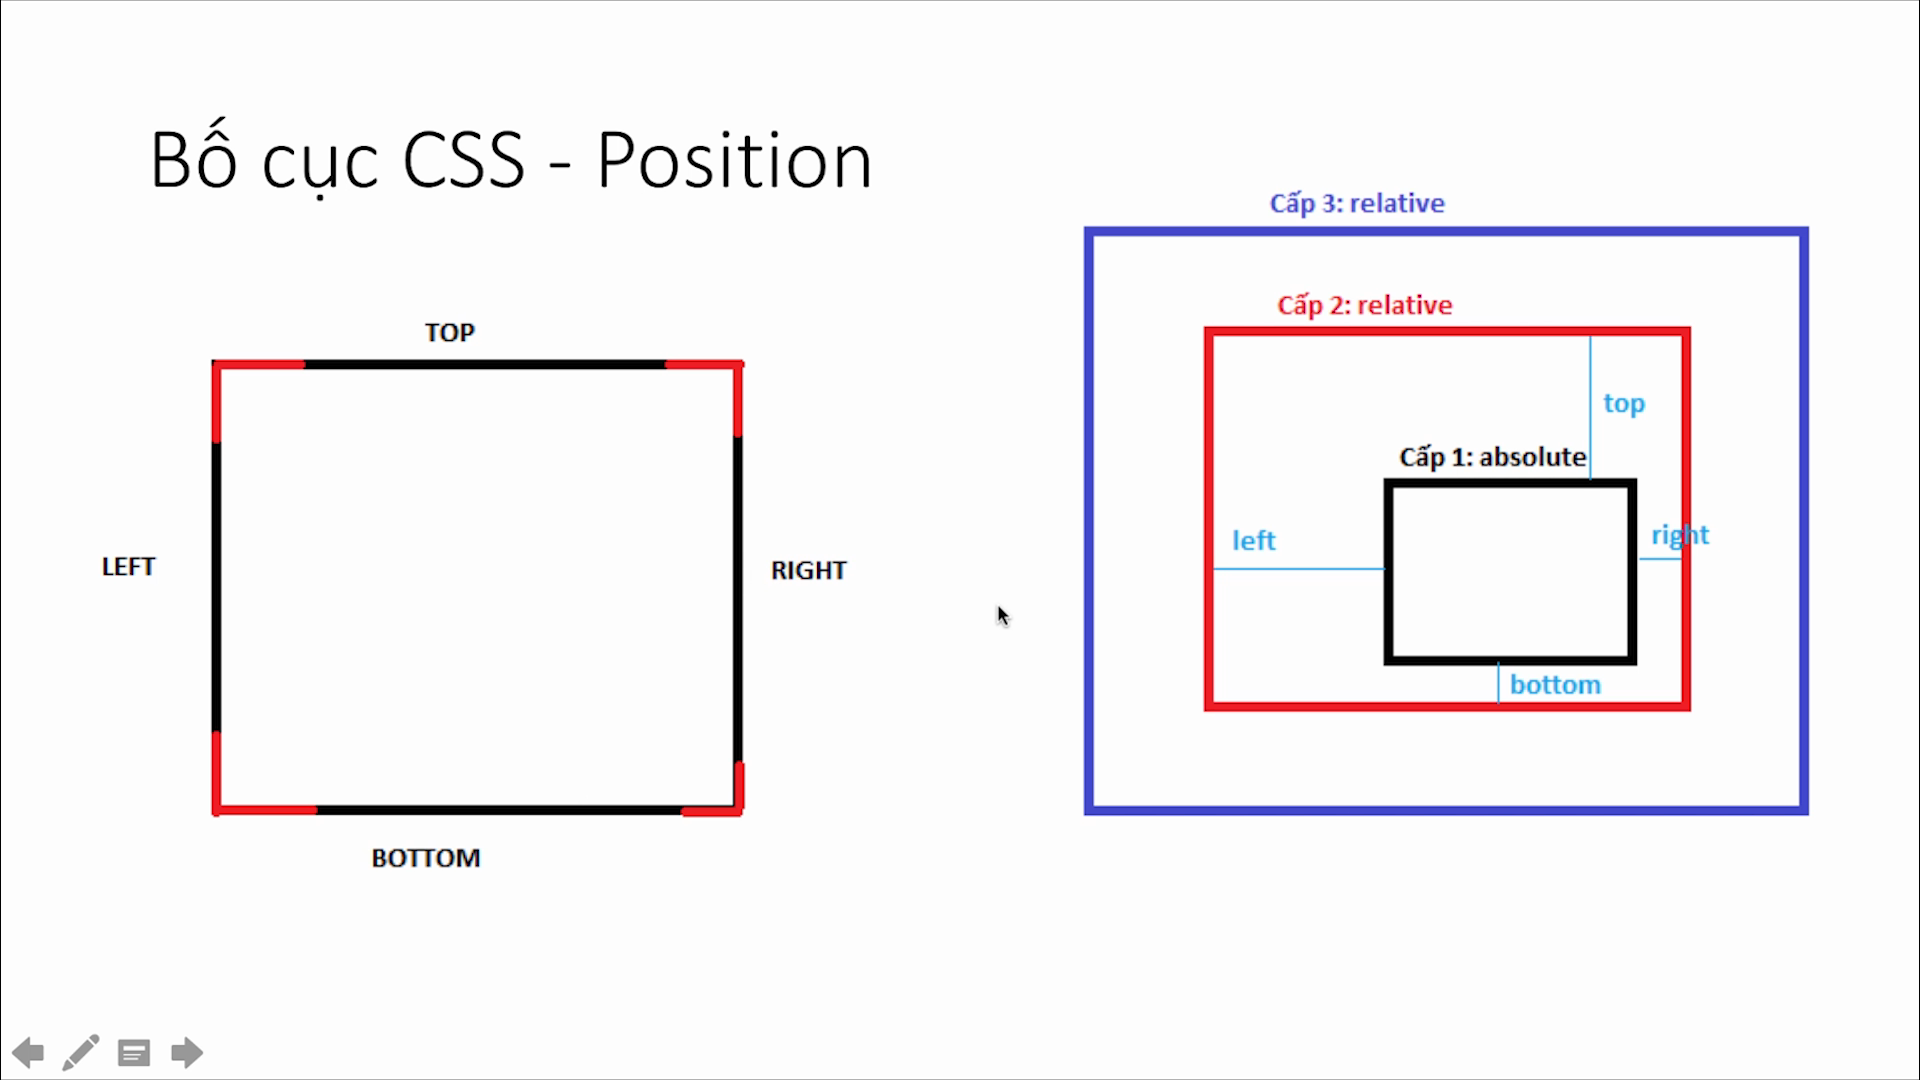 Bố cục CSS - Position
TOP
LEFT
RIGHT
BOTTOM
Cấp 3: relative
Cấp 2: relative
top
Cấp 1: absolute
left
right
bottom